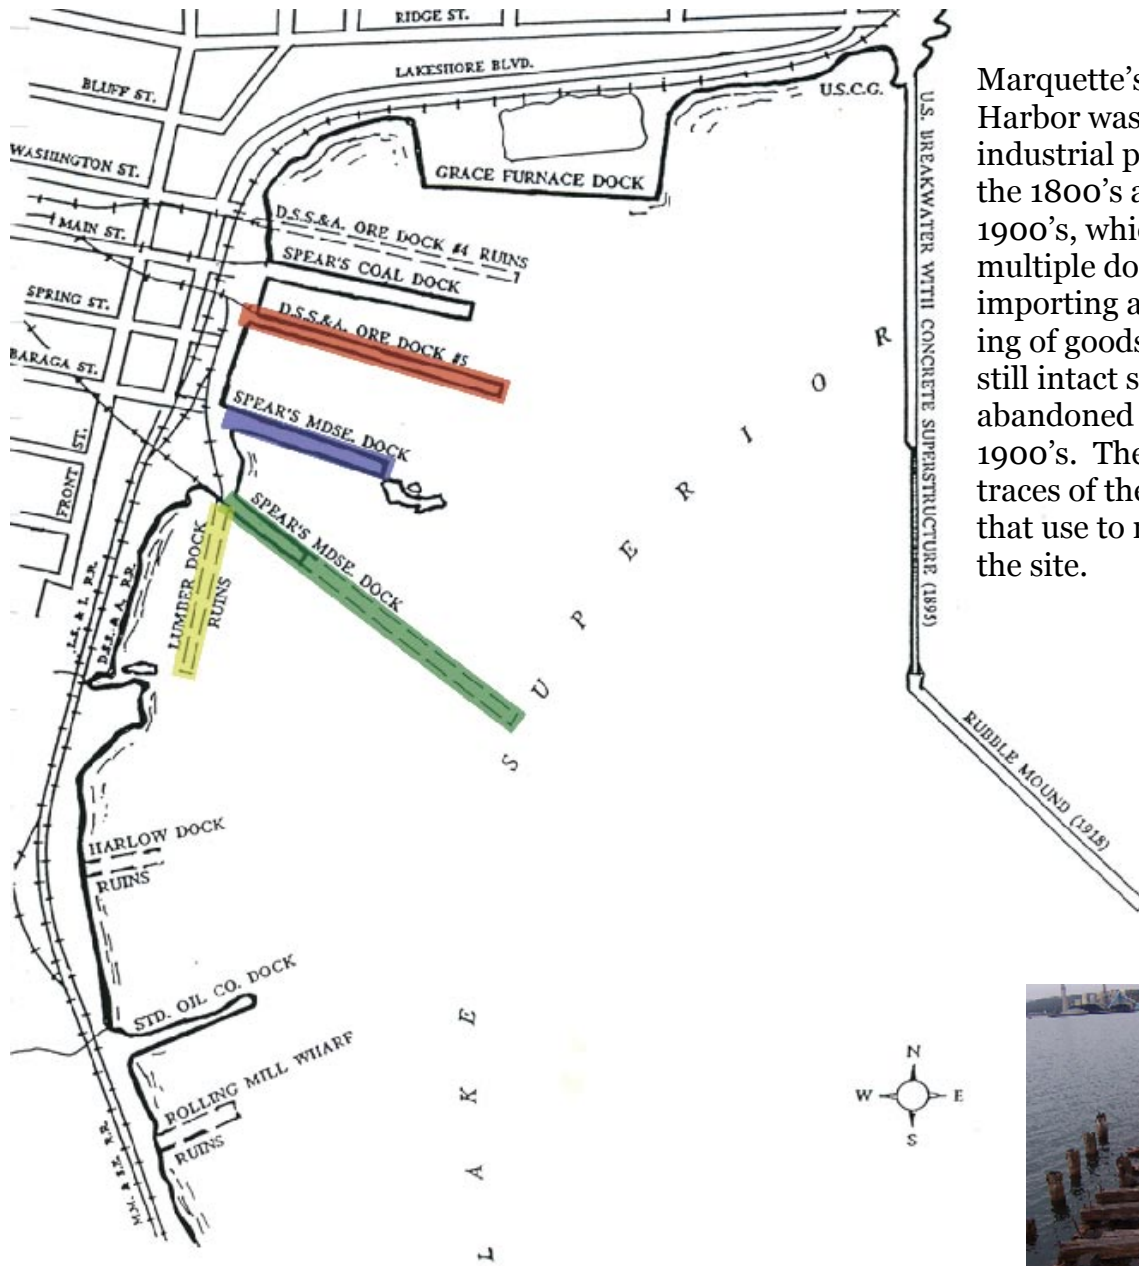 RIDGE ST.
LAKESHORE BLVD.
BLUFF ST.
U.S.C.G.
WASHINGTON ST.
GRACE FURNACE DOCK
D.S.S.&A. ORE DOCK #4 RUINS
MAIN ST.
SPEAR'S COAL DOCK
SPRING ST.
D.S.S.&A. ORE DOCK #5
BARAGA ST.
SPEAR'S MDSE. DOCK
FRONT ST.
SPEAR'S MDSE. DOCK
LUMBER DOCK
RUINS
L.S. & I. R.R.
D.S.S. & A. R.R.
U.S. BREAKWATER WITH CONCRETE SUPERSTRUCTURE (1895)
RUBBLE MOUND (1918)
HARLOW DOCK
RUINS
STD. OIL CO. DOCK
ROLLING MILL WHARF
RUINS
LAKE SUPERIOR
N
W E
S
Marquette's
Harbor was
industrial p
the 1800's a
1900's, whic
multiple do
importing a
ing of goods
still intact s
abandoned
1900's. The
traces of the
that use to r
the site.